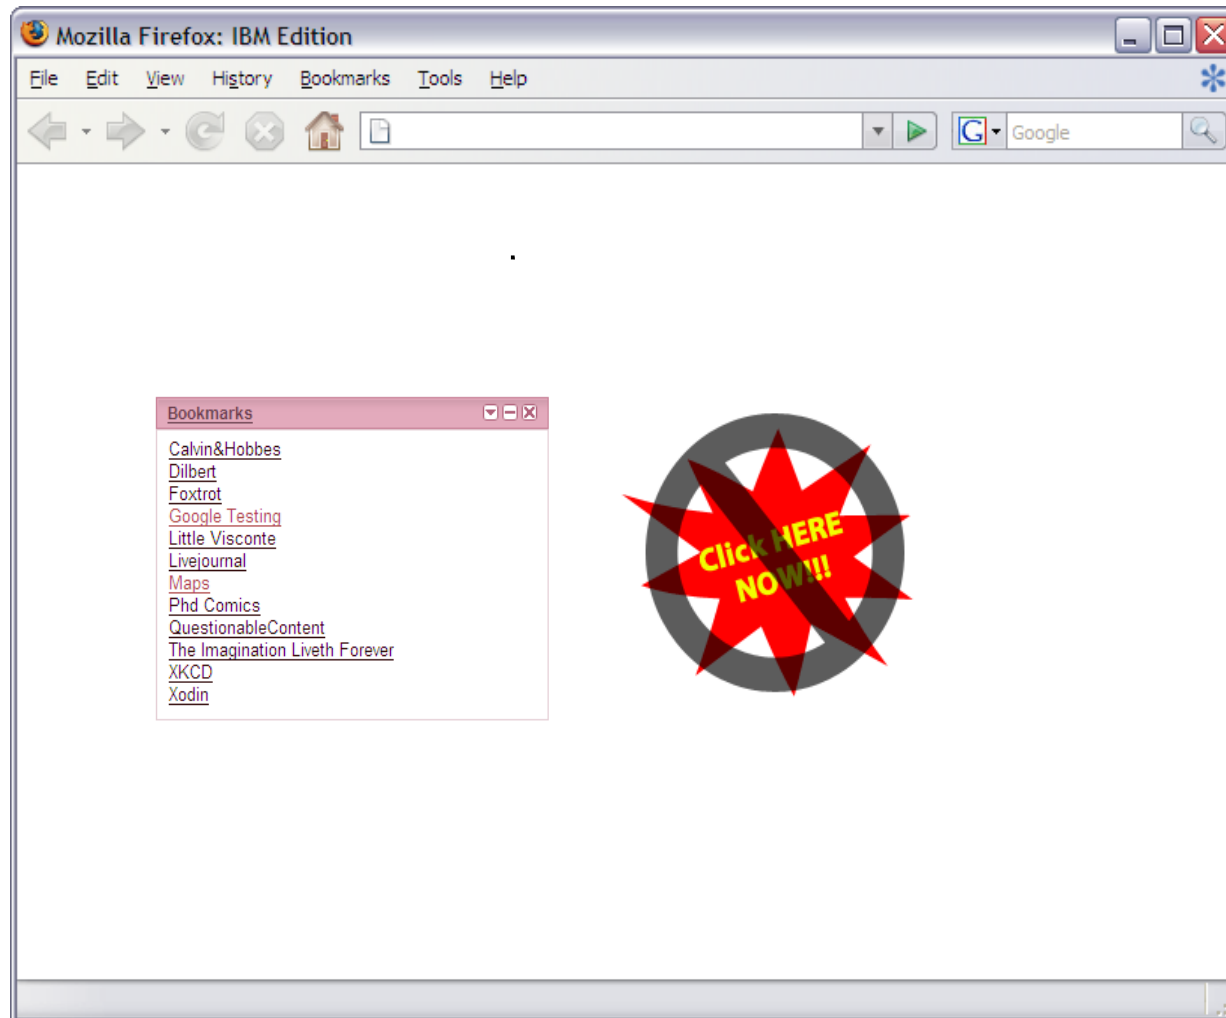 Mozilla Firefox: IBM Edition
File Edit View History Bookmarks Tools Help
G Google
Bookmarks
Calvin&Hobbes
Dilbert
Foxtrot
Google Testing
Little Visconte
Livejournal
Maps
Phd Comics
QuestionableContent
The Imagination Liveth Forever
XKCD
Xodin
Click HERE
NOW!!!